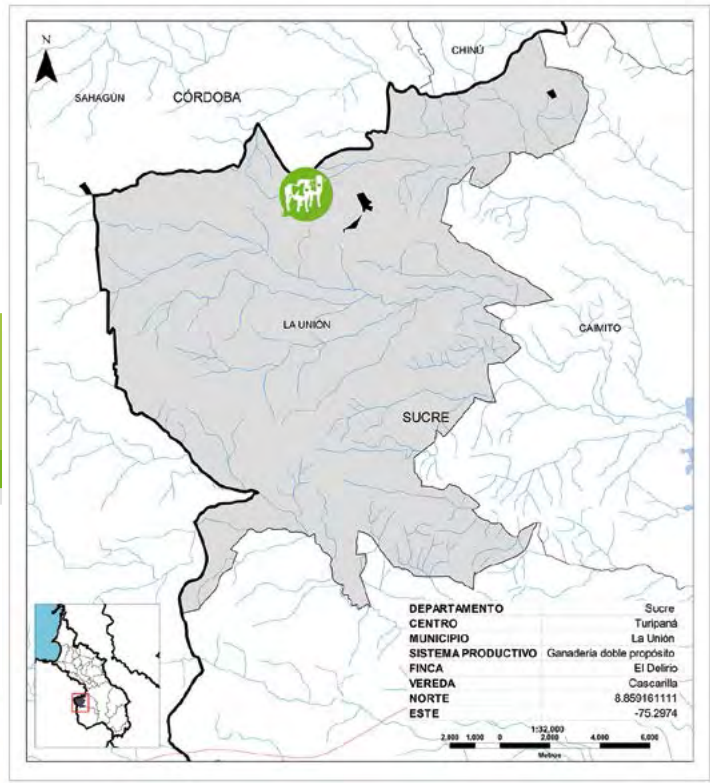 N
CHINÚ
SAHAGÚN
CÓRDOBA
LA UNIÓN
CAIMITO
SUCRE
DEPARTAMENTO Sucre
CENTRO Turipaná
MUNICIPIO La Unión
SISTEMA PRODUCTIVO Ganadería doble propósito
FINCA El Delirio
VEREDA Cascarilla
NORTE 8.859161111
ESTE -75.2974
1:32,003
2,000 1,000 0 2,000 4,000 6,000
Metros